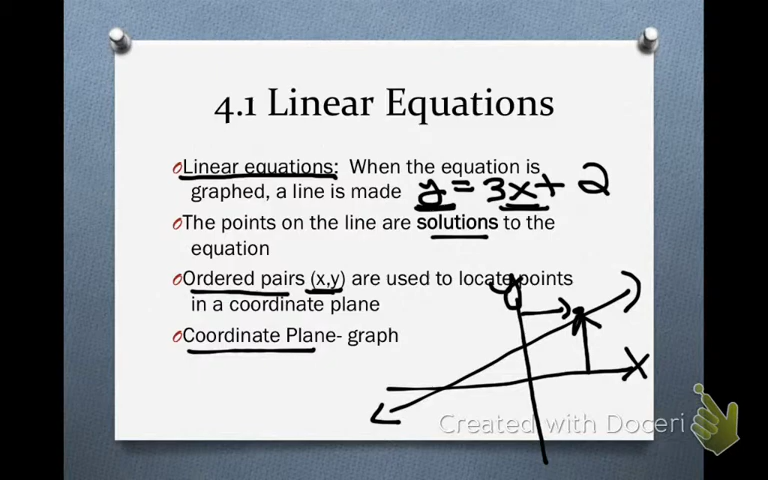 4.1 Linear Equations
Linear equations: When the equation is
graphed, a line is made y = 3x + 2
The points on the line are solutions to the
equation
Ordered pairs (x,y) are used to locate points
in a coordinate plane
Coordinate Plane- graph
y
x
Created with Doceri